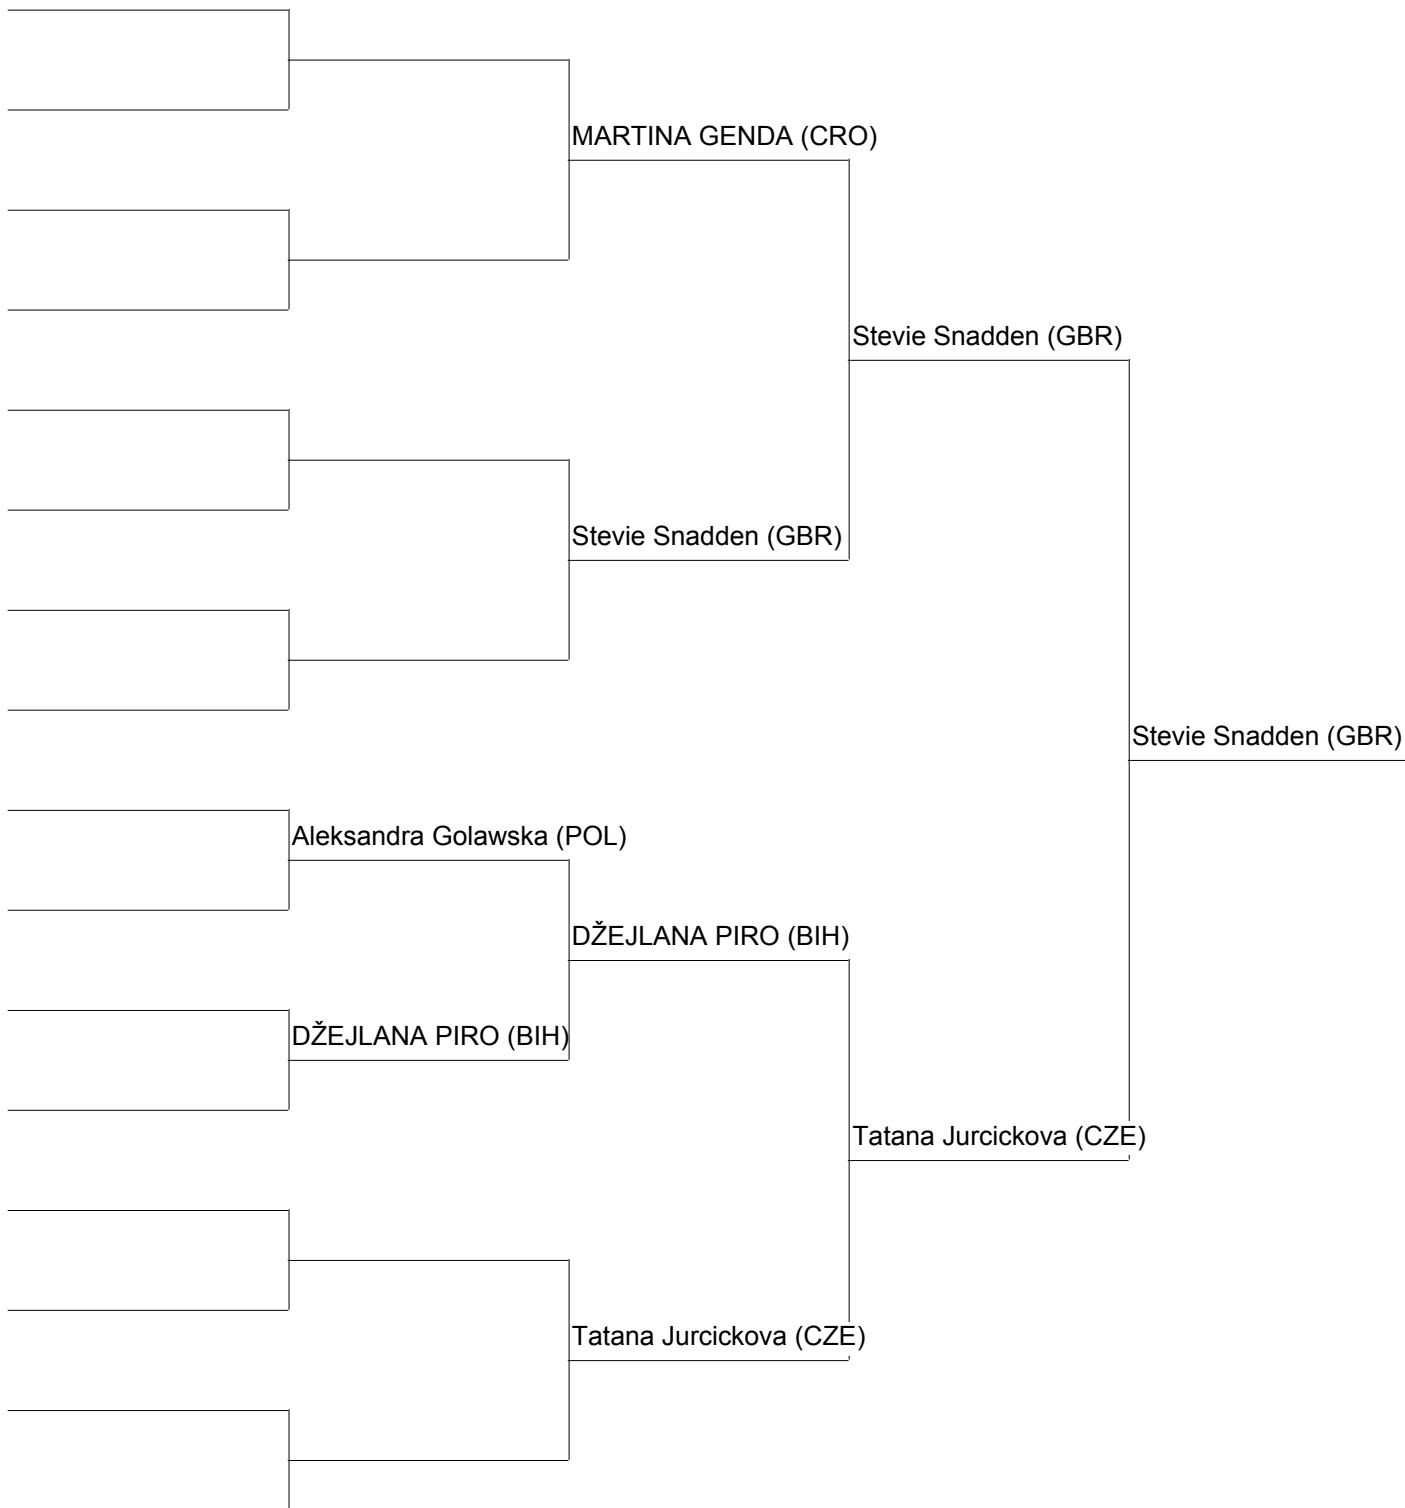 MARTINA GENDA (CRO)
Stevie Snadden (GBR)
Stevie Snadden (GBR)
Stevie Snadden (GBR)
Aleksandra Golawska (POL)
DŽEJLANA PIRO (BIH)
DŽEJLANA PIRO (BIH)
Tatana Jurcickova (CZE)
Tatana Jurcickova (CZE)